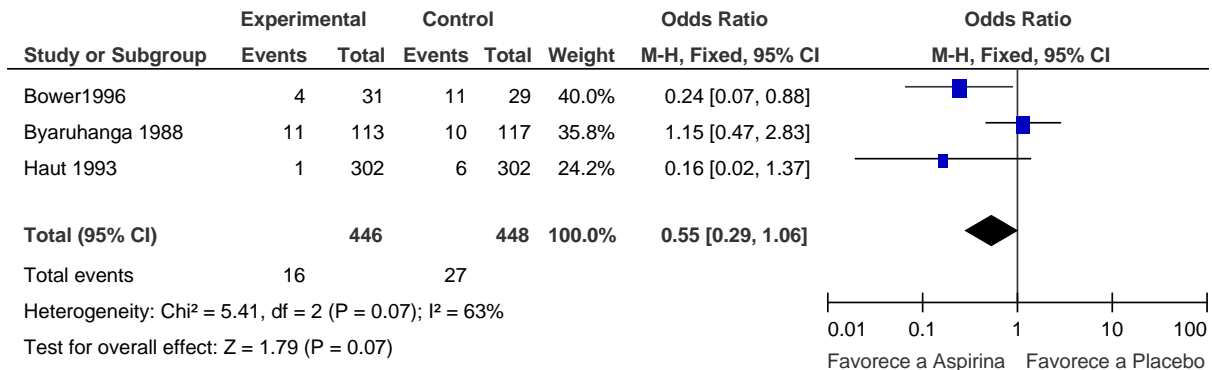 Experimental Control Odds Ratio Odds Ratio
Study or Subgroup Events Total Events Total Weight M-H, Fixed, 95% CI M-H, Fixed, 95% CI
Bower1996 4 31 11 29 40.0% 0.24 [0.07, 0.88]
Byaruhanga 1988 11 113 10 117 35.8% 1.15 [0.47, 2.83]
Haut 1993 1 302 6 302 24.2% 0.16 [0.02, 1.37]
Total (95% CI) 446 448 100.0% 0.55 [0.29, 1.06]
Total events 16 27
Heterogeneity: Chi² = 5.41, df = 2 (P = 0.07); I² = 63%
Test for overall effect: Z = 1.79 (P = 0.07)
0.01 0.1 1 10 100
Favorece a Aspirina Favorece a Placebo